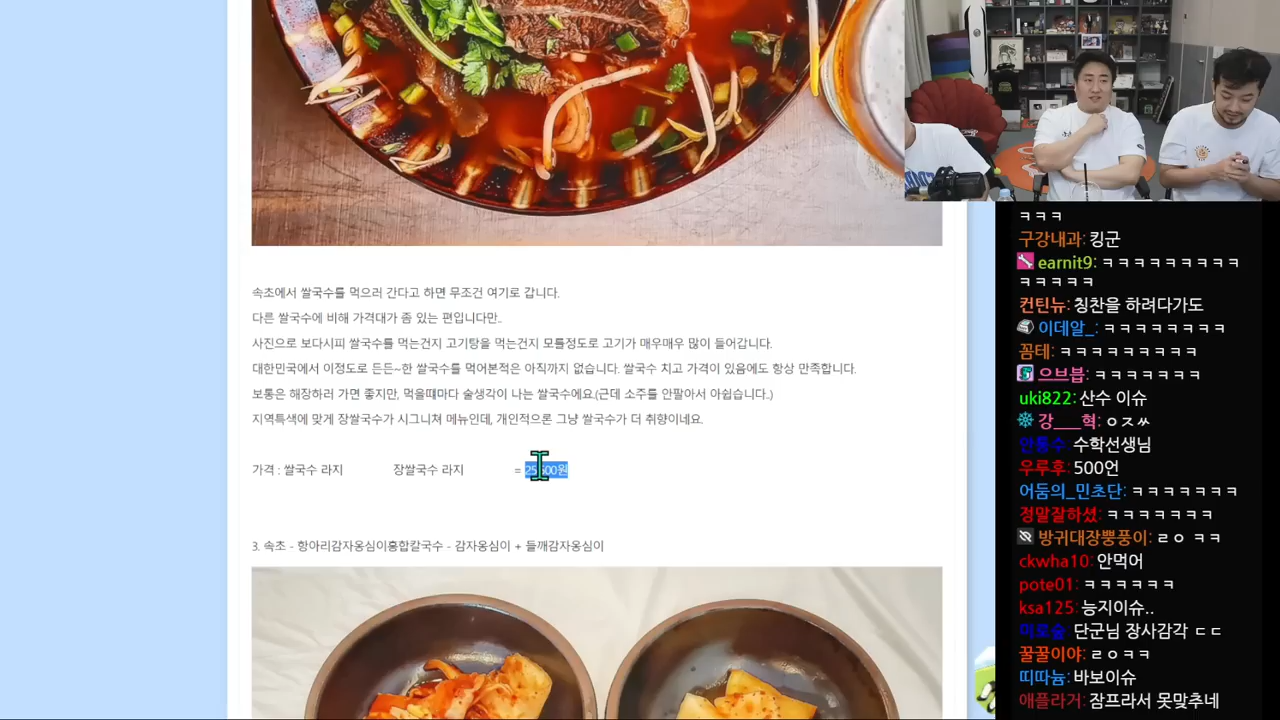 속초에서 쌀국수를 먹으러 간다고 하면 무조건 여기로 갑니다.
다른 쌀국수에 비해 가격대가 좀 있는 편입니다만..
사진으로 보다시피 쌀국수를 먹는건지 고기탕을 먹는건지 모를정도로 고기가 매우매우 많이 들어갑니다.
대한민국에서 이정도로 든든~한 쌀국수를 먹어본적은 아직까지 없습니다. 쌀국수 치고 가격이 있음에도 항상 만족합니다.
보통은 해장하러 가면 좋지만, 먹을때마다 술생각이 나는 쌀국수에요.(근데 소주를 안팔아서 아쉽습니다..)
지역특색에 맞게 장쌀국수가 시그니쳐 메뉴인데, 개인적으론 그냥 쌀국수가 더 취향이네요.
가격 : 쌀국수 라지 장쌀국수 라지 =
3. 속초 - 항아리감자옹심이홍합칼국수 - 감자옹심이 + 들깨감자옹심이
ㅋㅋㅋ
구강내과: 킹군
earnit9: ㅋㅋㅋㅋㅋㅋㅋㅋㅋ
ㅋㅋㅋㅋㅋ
컨틴뉴: 칭찬을 하려다가도
이데알_: ㅋㅋㅋㅋㅋㅋㅋㅋ
꼼테: ㅋㅋㅋㅋㅋㅋㅋㅋㅋ
으브븝: ㅋㅋㅋㅋㅋㅋㅋ
uki822: 산수 이슈
강___혁: ㅇㅈㅆ
안통수: 수학선생님
우루후: 500언
어둠의_민초단: ㅋㅋㅋㅋㅋㅋㅋ
정말잘하셨: ㅋㅋㅋㅋㅋㅋㅋ
방귀대장뿡풍이: ㄹㅇ ㅋㅋ
ckwha10: 안먹어
pote01: ㅋㅋㅋㅋㅋㅋ
ksa125: 능지이슈..
미로숲: 단군님 장사감각 ㄷㄷ
꿀꿀이야: ㄹㅇㅋㅋ
띠따늄: 바보이슈
애플라거: 잠프라서 못맞추네